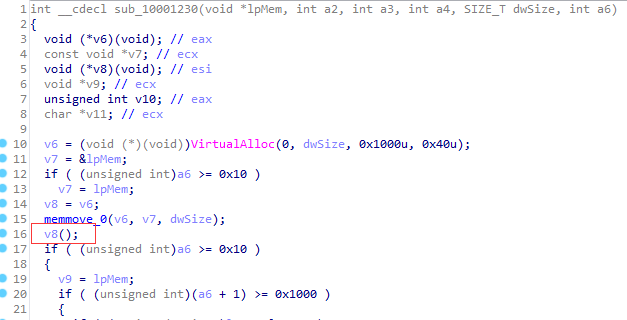 1 int __cdecl sub_10001230(void *lpMem, int a2, int a3, int a4, SIZE_T dwSize, int a6)
2 {
3 void (*v6)(void); // eax
4 const void *v7; // ecx
5 void (*v8)(void); // esi
6 void *v9; // ecx
7 unsigned int v10; // eax
8 char *v11; // ecx
9
10 v6 = (void (*)(void))VirtualAlloc(0, dwSize, 0x1000u, 0x40u);
11 v7 = &lpMem;
12 if ( (unsigned int)a6 >= 0x10 )
13 v7 = lpMem;
14 v8 = v6;
15 memmove_0(v6, v7, dwSize);
16 v8();
17 if ( (unsigned int)a6 >= 0x10 )
18 {
19 v9 = lpMem;
20 if ( (unsigned int)(a6 + 1) >= 0x1000 )
21 {